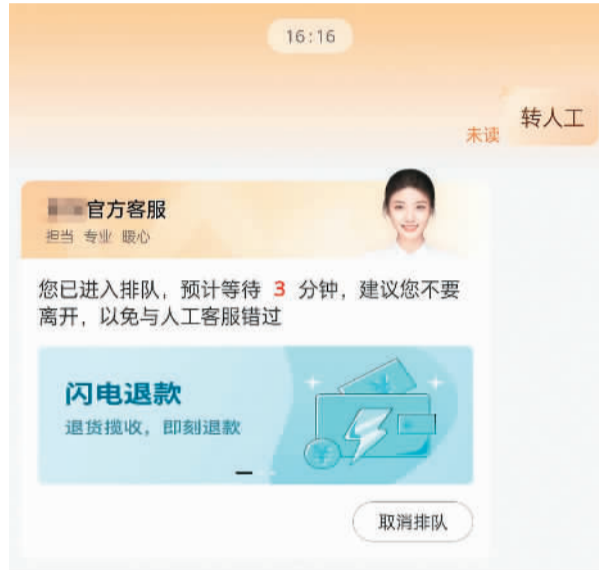 16:16
转人工
未读
官方客服
担当 专业 暖心
您已进入排队，预计等待 3 分钟，建议您不要
离开，以免与人工客服错过
闪电退款
退货揽收，即刻退款
取消排队